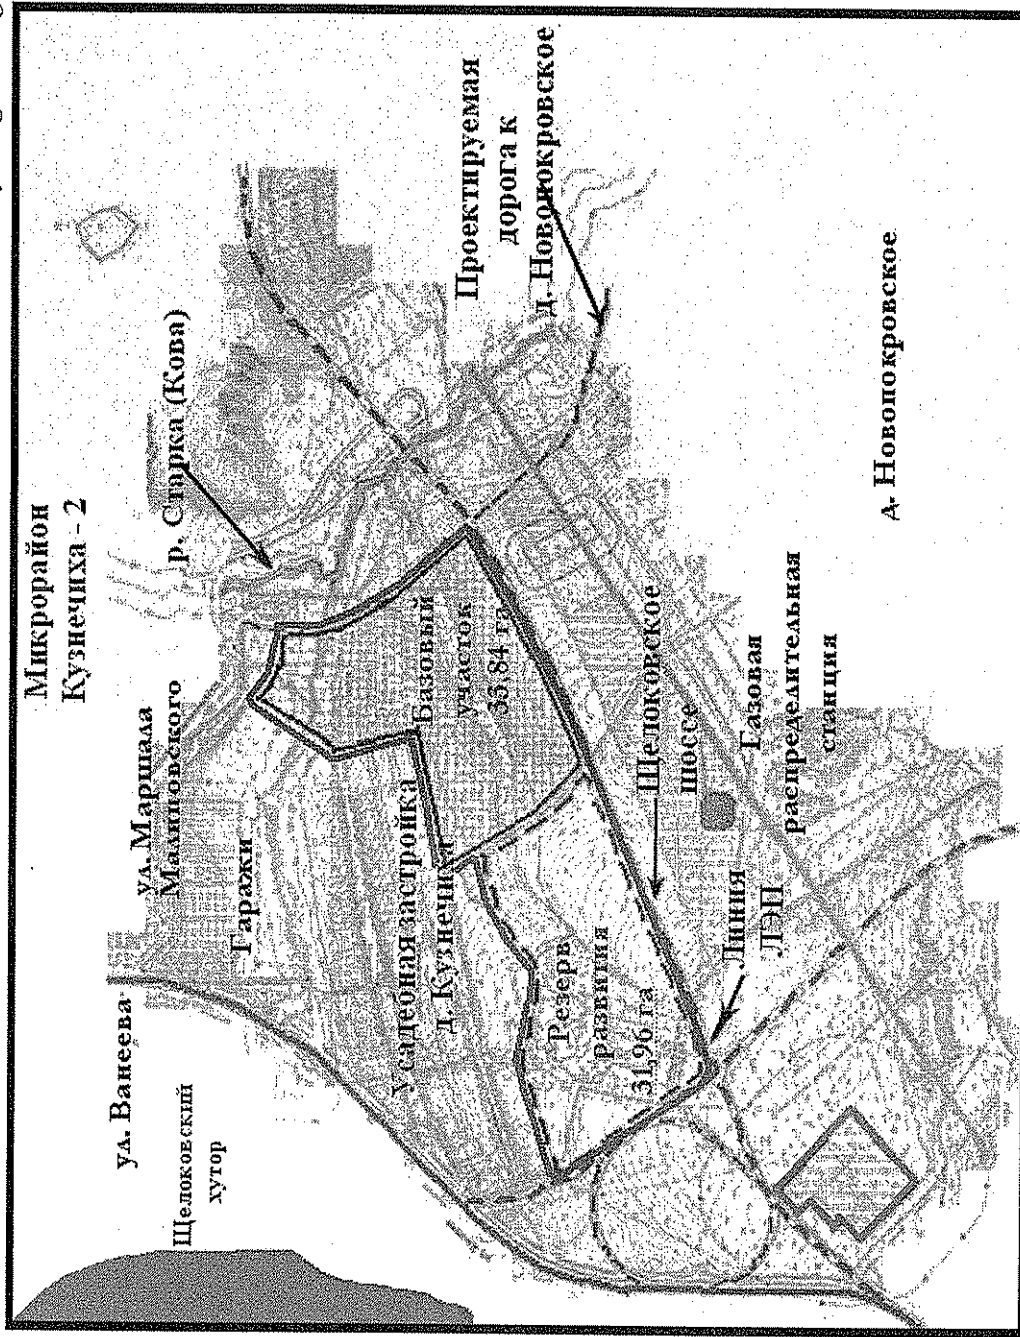 Микрорайон
Кузнечиха - 2
ул. Маршала
Малиновского
р. Старка (Кова)
ул. Ванеева
Гаражи
Щелоковский
хутор
Усадебная застройка
д. Кузнечиха
Базовый
участок
33,84 га
Проектируемая
дорога к
д. Новопокровское
Резерв
развития
31,96 га
Щелоковское
шоссе
Линия
ЛЭП
Газовая
распределительная
станция
д. Новопокровское